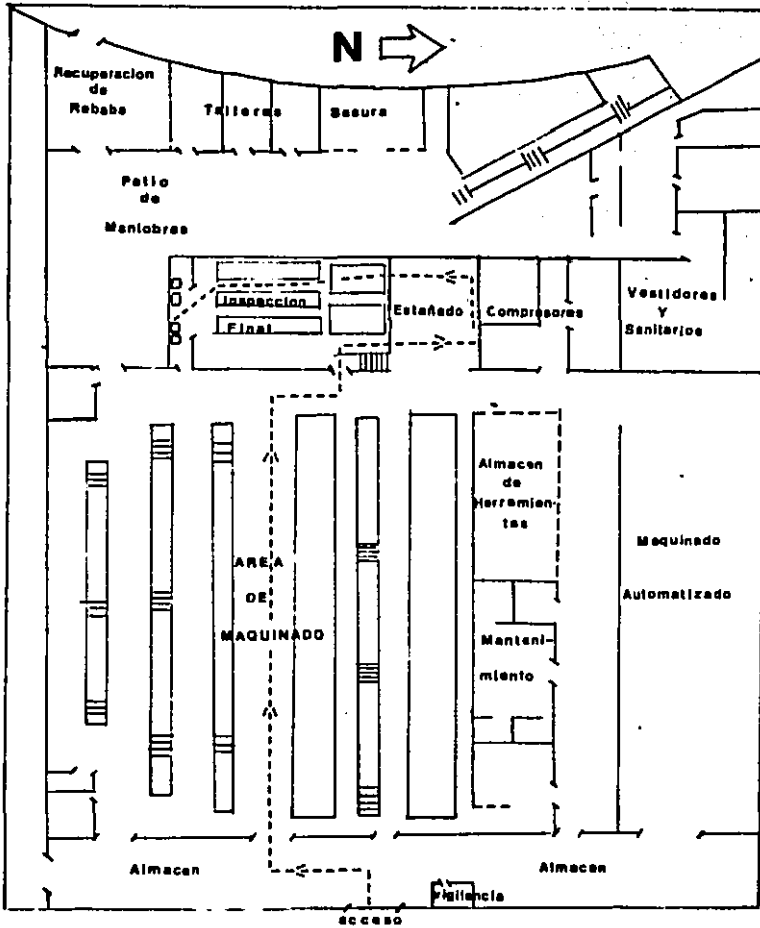 N
Recuperacion
de
Rebaba
Talleres
Basura
Patio
de
Maniobras
Inspeccion
Final
Estañado
Compresores
Vestidores
Y
Sanitarios
Almacen
de
Herramien-
tas
AREA
DE
MAQUINADO
Maquinado
Automatizado
Manteni-
miento
Almacen
Almacen
Vigilancia
acceso